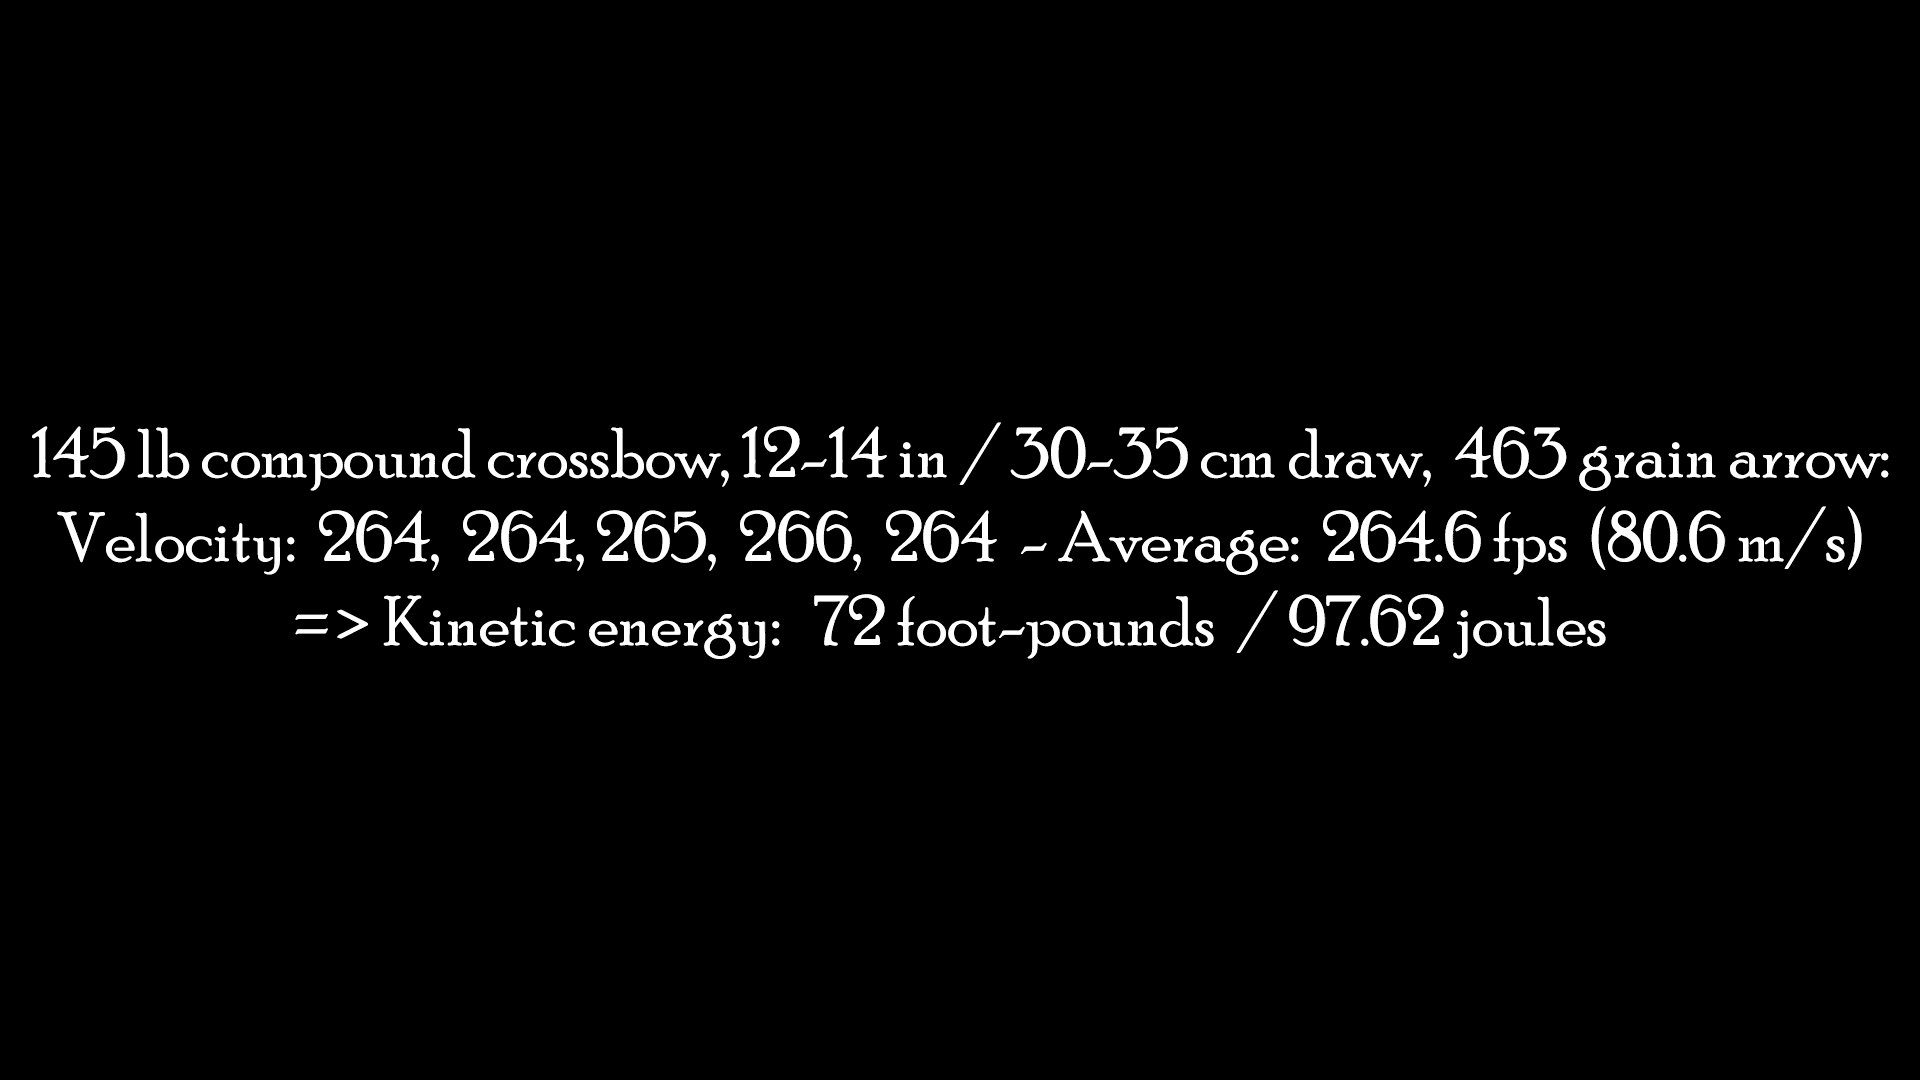 145 lb compound crossbow, 12-14 in / 30-35 cm draw, 463 grain arrow:
Velocity: 264, 264, 265, 266, 264 - Average: 264.6 fps (80.6 m/s)
=> Kinetic energy: 72 foot-pounds / 97.62 joules